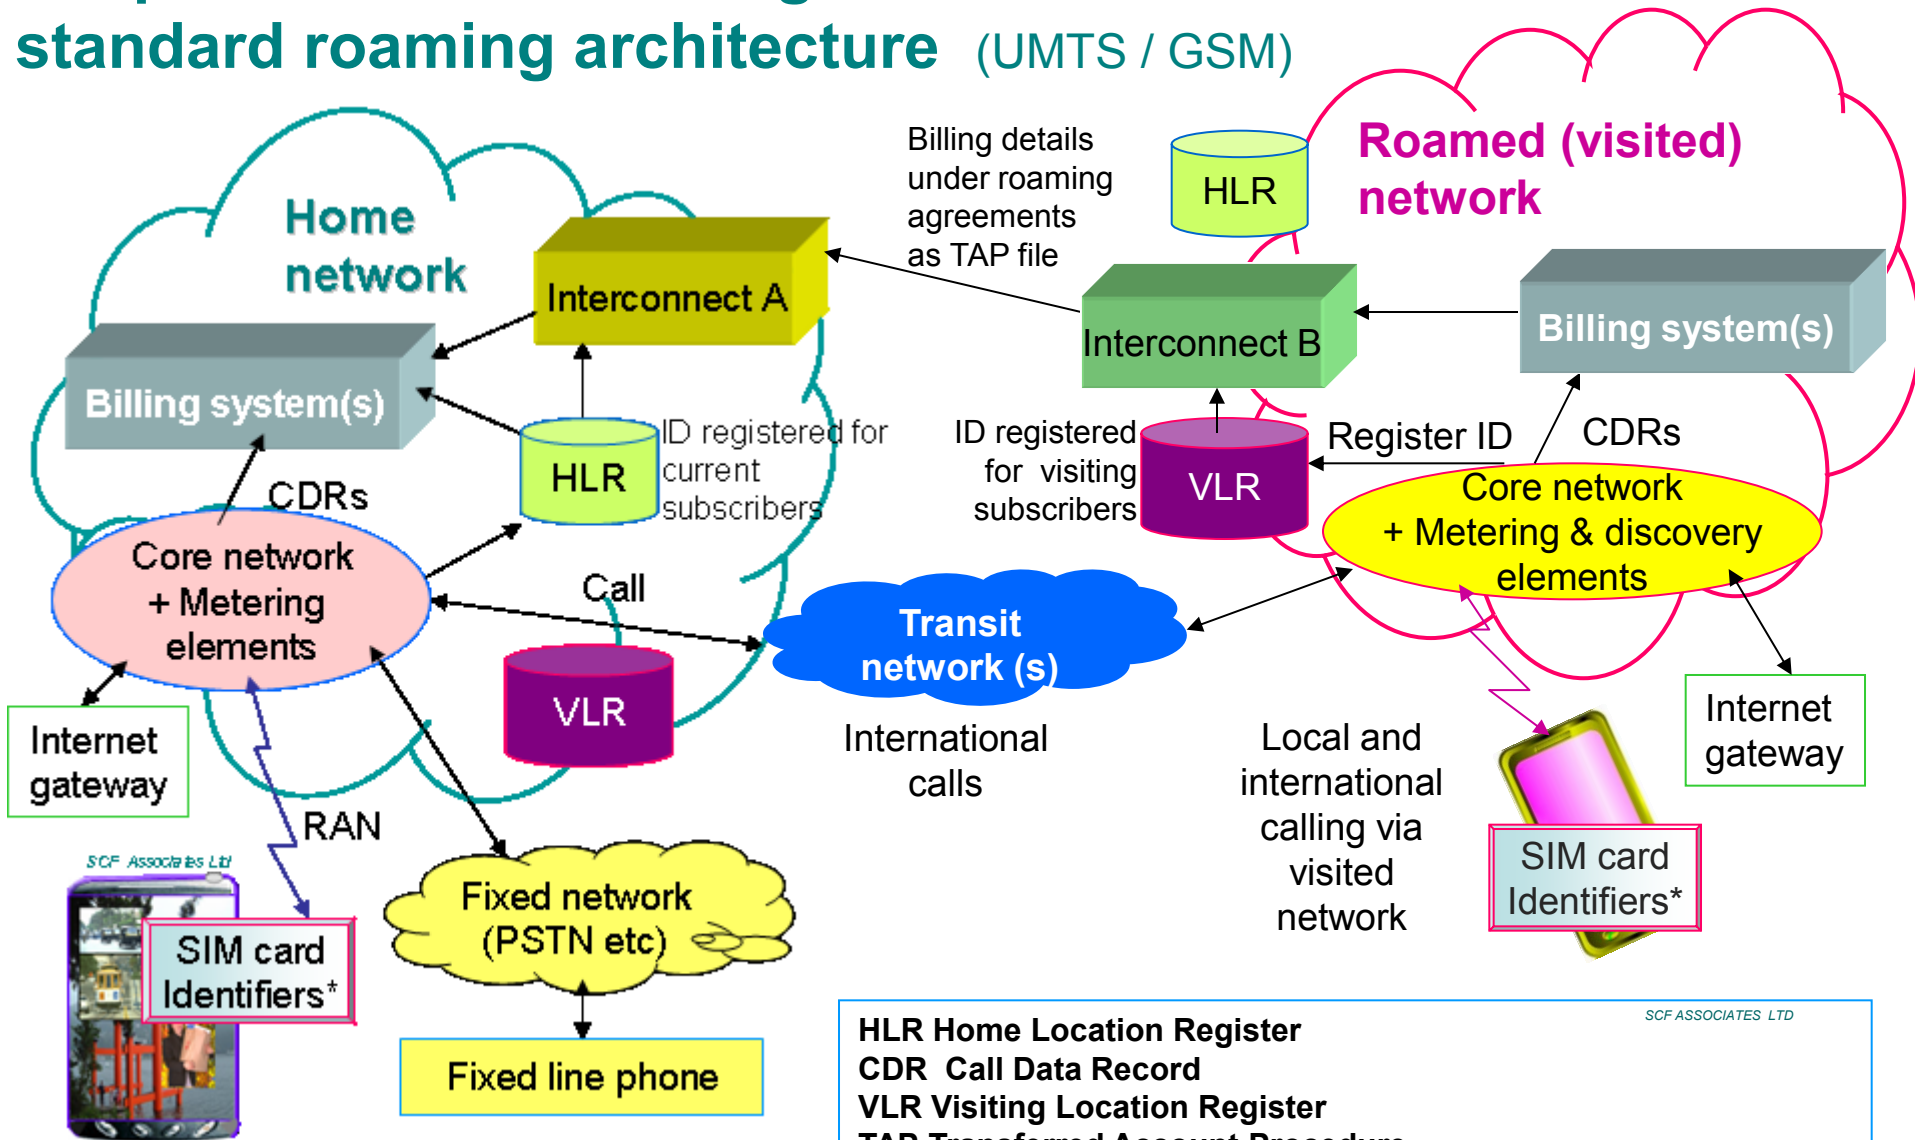 standard roaming architecture (UMTS / GSM)
Home
network
Interconnect A
Billing system(s)
HLR
ID registered for
current
subscribers
CDRs
Core network
+ Metering
elements
Call
VLR
Internet
gateway
RAN
SCF Associates Ltd
SIM card
Identifiers*
Fixed network
(PSTN etc)
Fixed line phone
Billing details
under roaming
agreements
as TAP file
HLR
Roamed (visited)
network
Interconnect B
Billing system(s)
ID registered
for visiting
subscribers
VLR
Register ID
CDRs
Core network
+ Metering & discovery
elements
Transit
network (s)
International
calls
Local and
international
calling via
visited
network
Internet
gateway
SIM card
Identifiers*
SCF ASSOCIATES LTD
HLR Home Location Register
CDR Call Data Record
VLR Visiting Location Register
TAP Transferred Account Procedure